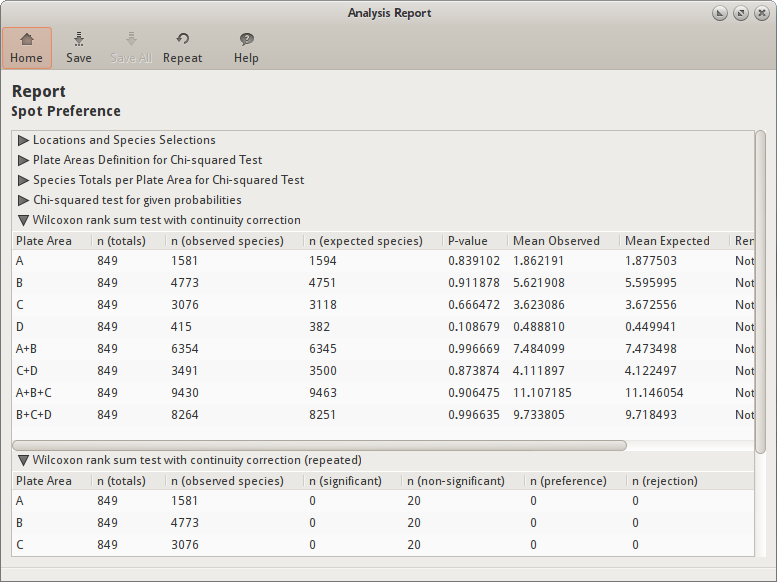 Analysis Report
Home Save Save All Repeat Help
Report
Spot Preference
Locations and Species Selections
Plate Areas Definition for Chi-squared Test
Species Totals per Plate Area for Chi-squared Test
Chi-squared test for given probabilities
Wilcoxon rank sum test with continuity correction
Plate Area n (totals) n (observed species) n (expected species) P-value Mean Observed Mean Expected Ren
A 849 1581 1594 0.839102 1.862191 1.877503 Not
B 849 4773 4751 0.911878 5.621908 5.595995 Not
C 849 3076 3118 0.666472 3.623086 3.672556 Not
D 849 415 382 0.108679 0.488810 0.449941 Not
A+B 849 6354 6345 0.996669 7.484099 7.473498 Not
C+D 849 3491 3500 0.873874 4.111897 4.122497 Not
A+B+C 849 9430 9463 0.906475 11.107185 11.146054 Not
B+C+D 849 8264 8251 0.996635 9.733805 9.718493 Not
Wilcoxon rank sum test with continuity correction (repeated)
Plate Area n (totals) n (observed species) n (significant) n (non-significant) n (preference) n (rejection)
A 849 1581 0 20 0 0
B 849 4773 0 20 0 0
C 849 3076 0 20 0 0